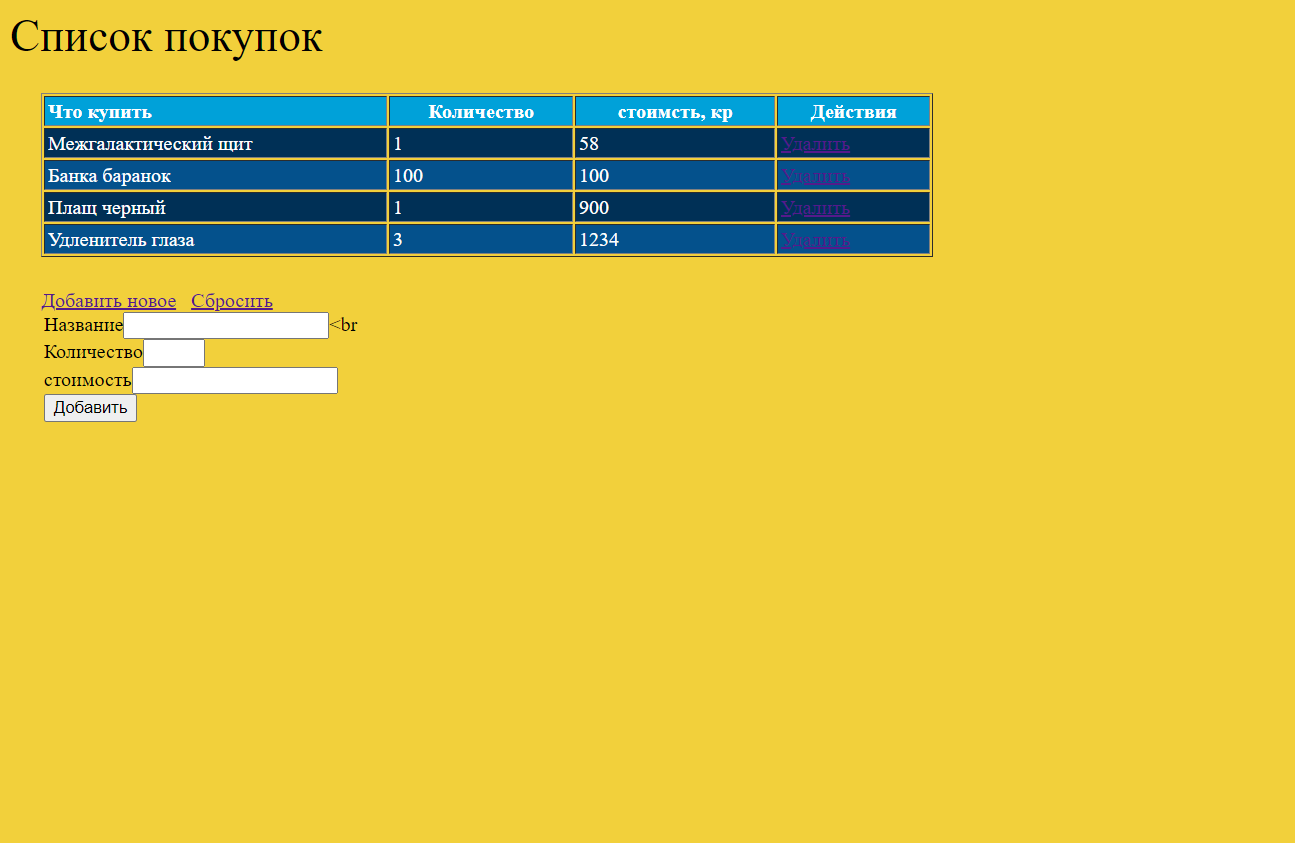 Список покупок
Что купить Количество стоимсть, кр Действия
Межгалактический щит 1 58 Удалить
Банка баранок 100 100 Удалить
Плащ черный 1 900 Удалить
Удленитель глаза 3 1234 Удалить
Добавить новое Сбросить
Название <br
Количество
стоимость
Добавить